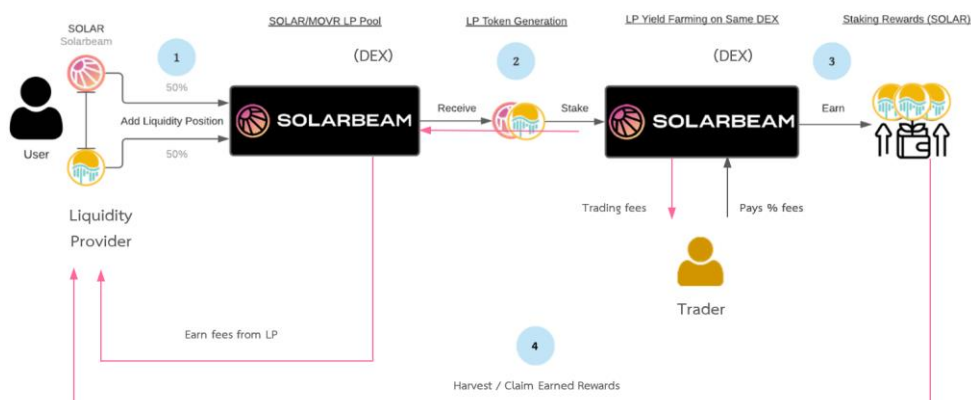 SOLAR/MOVR LP Pool
LP Token Generation
LP Yield Farming on Same DEX
Staking Rewards (SOLAR)
SOLAR
Solarbeam
1
(DEX)
2
(DEX)
3
50%
Add Liquidity Position
50%
SOLARBEAM
Receive
Stake
SOLARBEAM
Earn
User
Liquidity
Provider
Trading fees
Pays % fees
Trader
Earn fees from LP
4
Harvest / Claim Earned Rewards